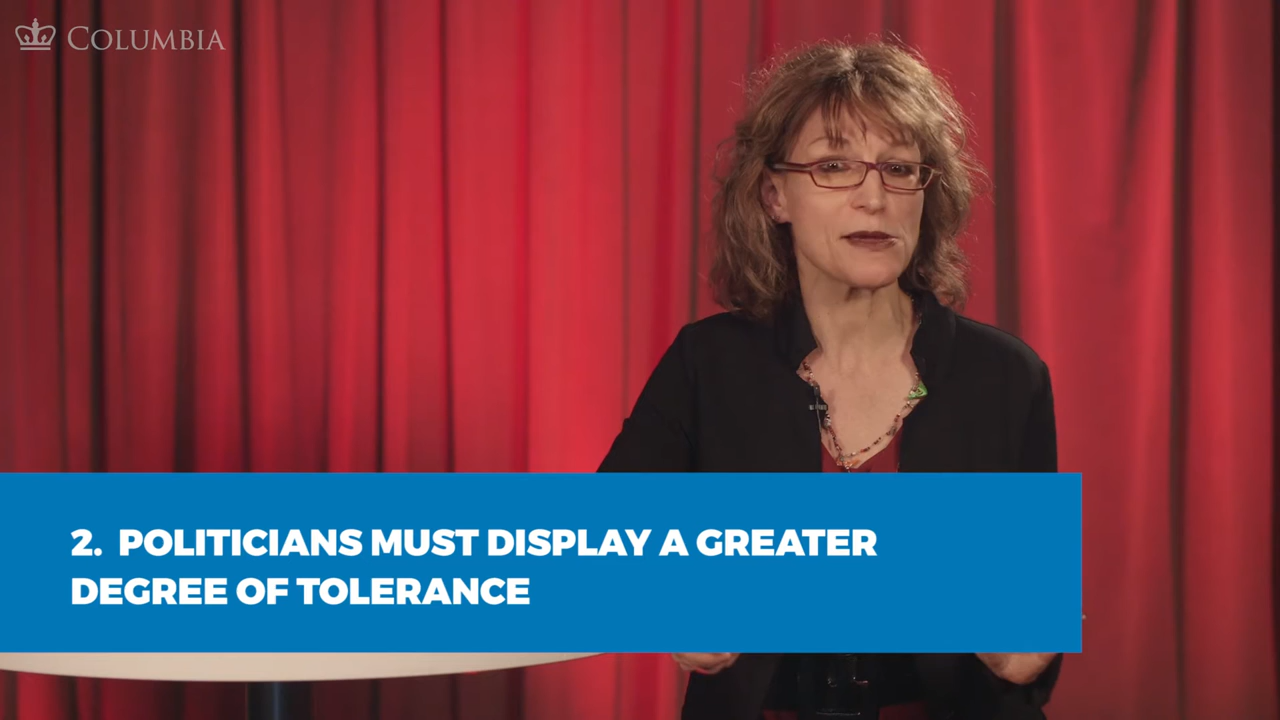 COLUMBIA
2. POLITICIANS MUST DISPLAY A GREATER
DEGREE OF TOLERANCE